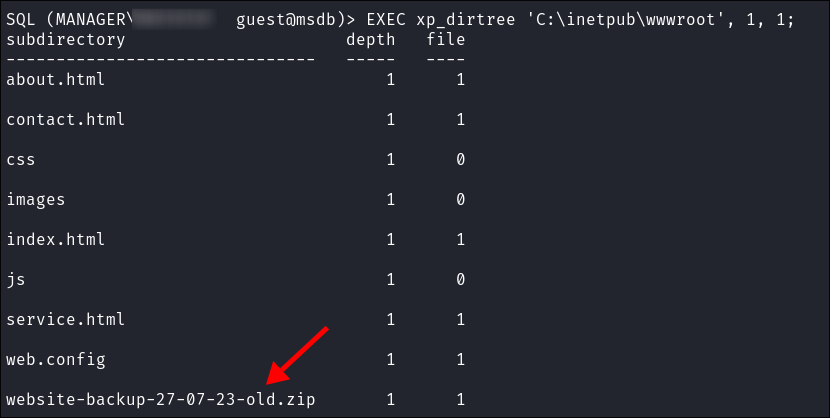 SQL (MANAGER\ guest@msdb)> EXEC xp_dirtree 'C:\inetpub\wwwroot', 1, 1;
subdirectory depth file
------------------------------- ----- ----
about.html 1 1
contact.html 1 1
css 1 0
images 1 0
index.html 1 1
js 1 0
service.html 1 1
web.config 1 1
website-backup-27-07-23-old.zip 1 1